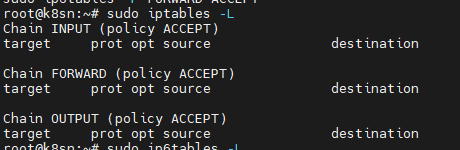 root@k8sn:~# sudo iptables -L
Chain INPUT (policy ACCEPT)
target     prot opt source               destination

Chain FORWARD (policy ACCEPT)
target     prot opt source               destination

Chain OUTPUT (policy ACCEPT)
target     prot opt source               destination
root@k8sn:~# sudo ip6tables -L